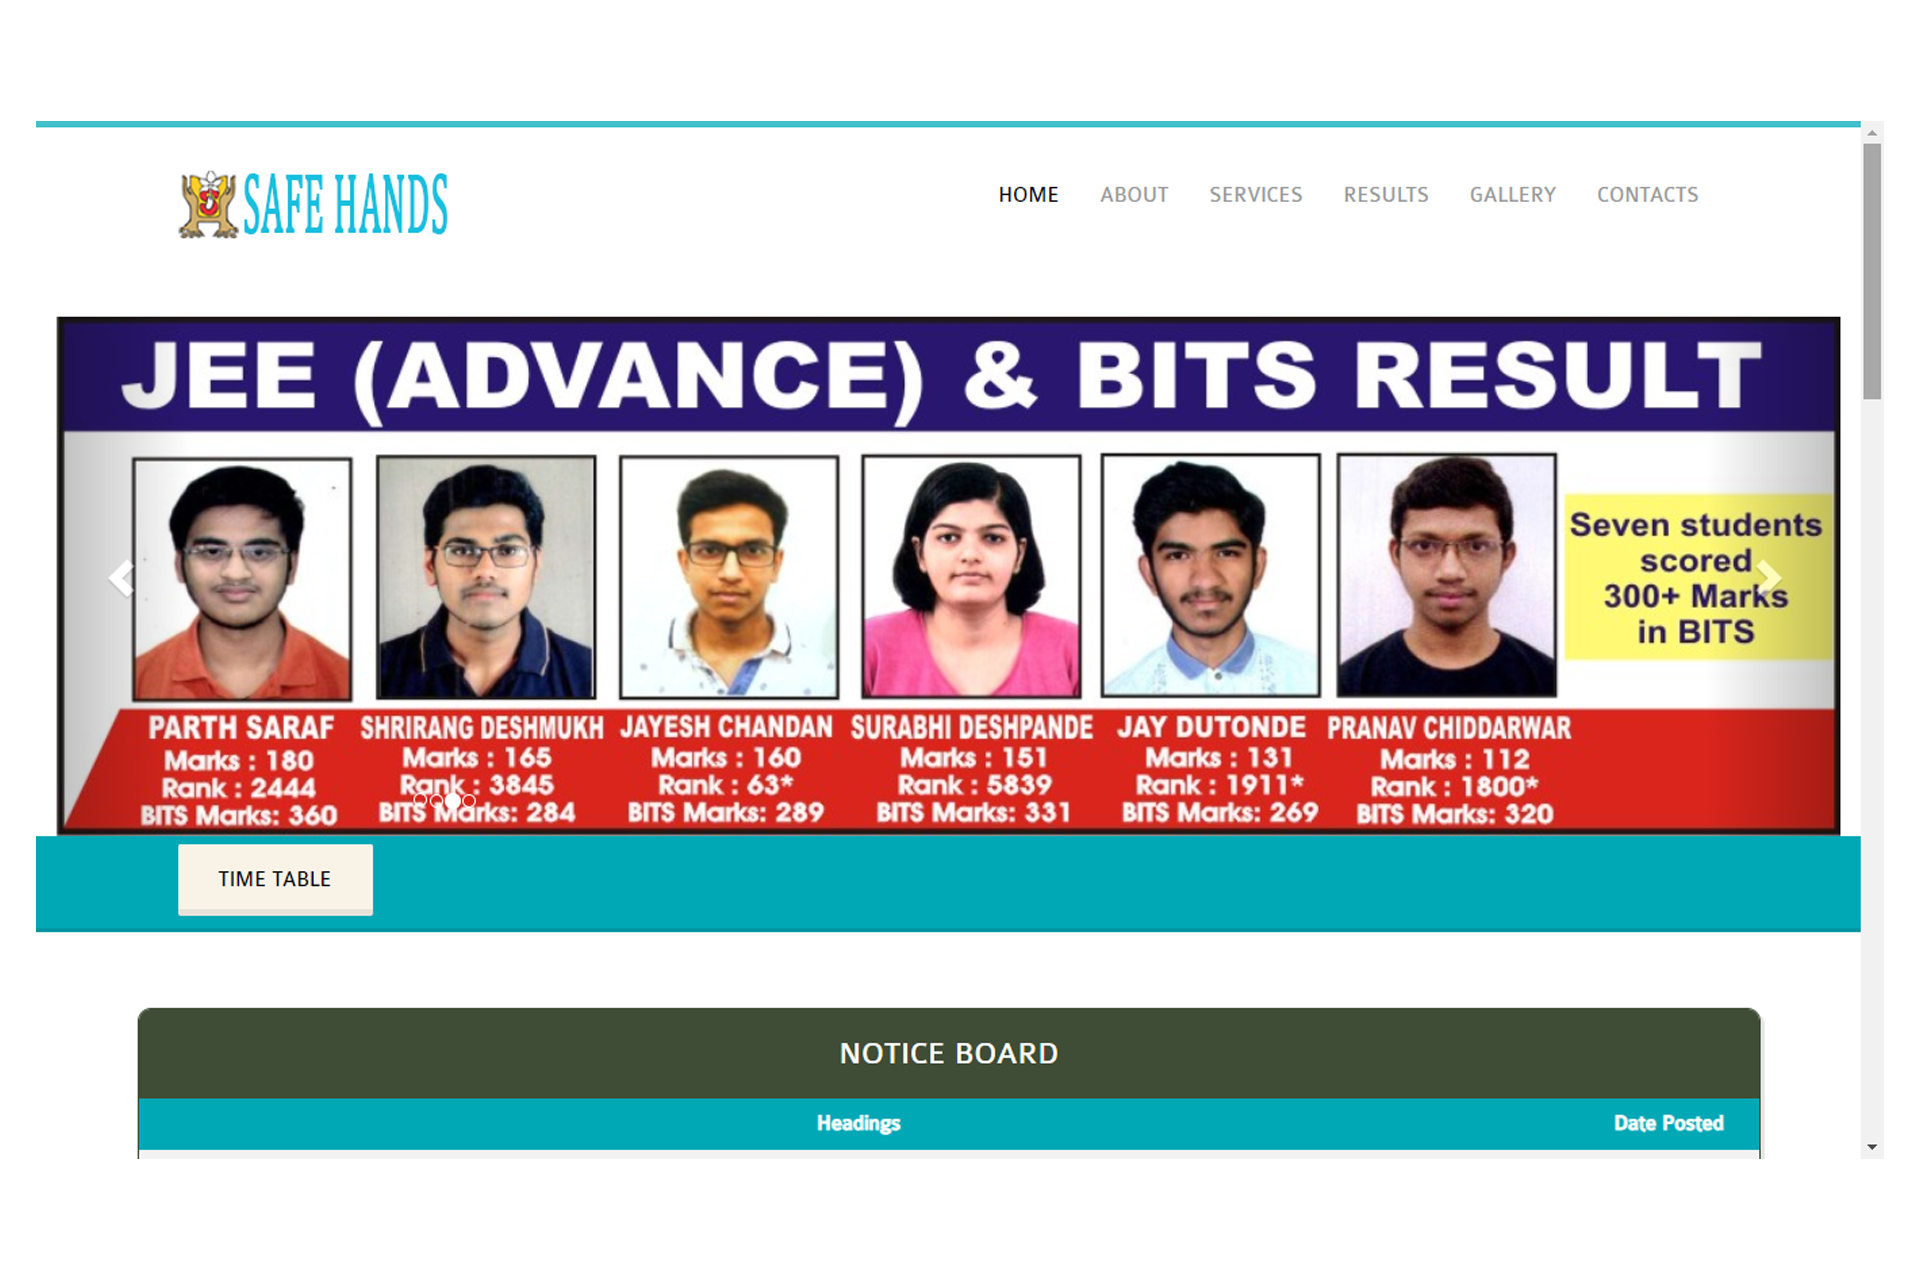 SAFE HANDS
HOME ABOUT SERVICES RESULTS GALLERY CONTACTS
JEE (ADVANCE) & BITS RESULT
Seven students
scored
300+ Marks
in BITS
PARTH SARAF
Marks : 180
Rank : 2444
BITS Marks: 360
SHRIRANG DESHMUKH
Marks : 165
Rank : 3845
BITS Marks: 284
JAYESH CHANDAN
Marks : 160
Rank : 63*
BITS Marks: 289
SURABHI DESHPANDE
Marks : 151
Rank : 5839
BITS Marks: 331
JAY DUTONDE
Marks : 131
Rank : 1911*
BITS Marks: 269
PRANAV CHIDDARWAR
Marks : 112
Rank : 1800*
BITS Marks: 320
TIME TABLE
NOTICE BOARD
Headings Date Posted